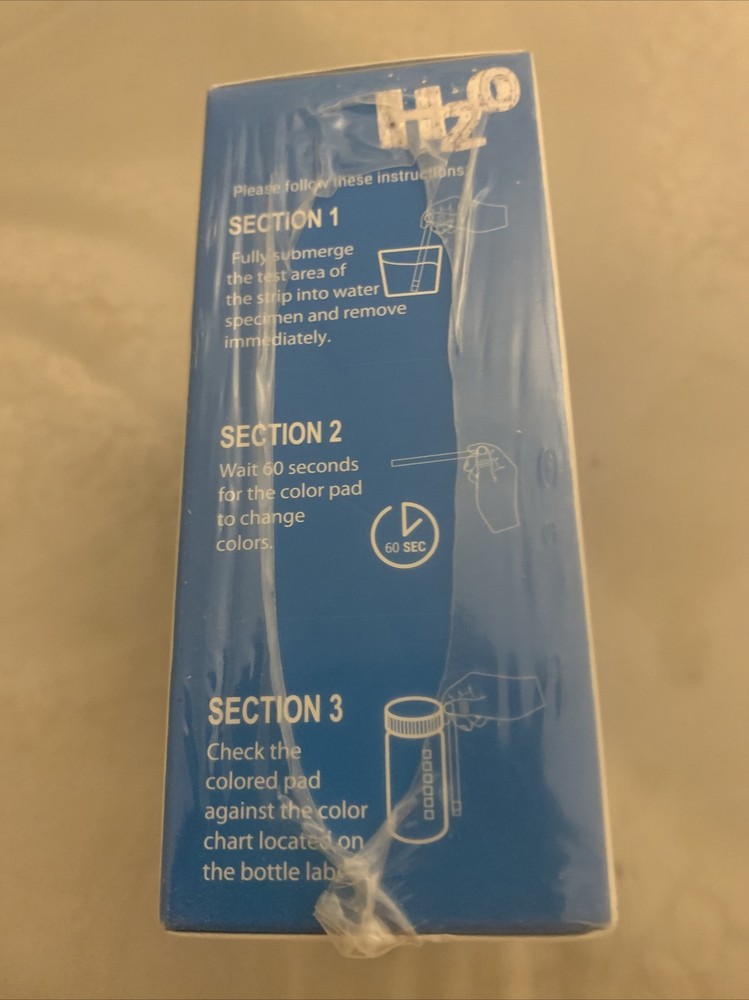 H2O
Please follow these instructions
SECTION 1
Fully submerge
the test area of
the strip into water
specimen and remove
immediately.
SECTION 2
Wait 60 seconds
for the color pad
to change
colors.
60 SEC
SECTION 3
Check the
colored pad
against the color
chart located on
the bottle label